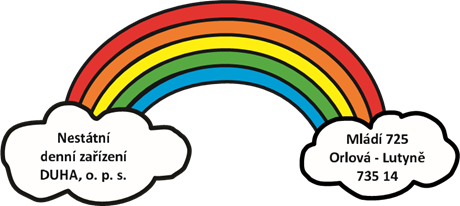 Nestátní
denní zařízení
DUHA, o. p. s.
Mládí 725
Orlová - Lutyně
735 14